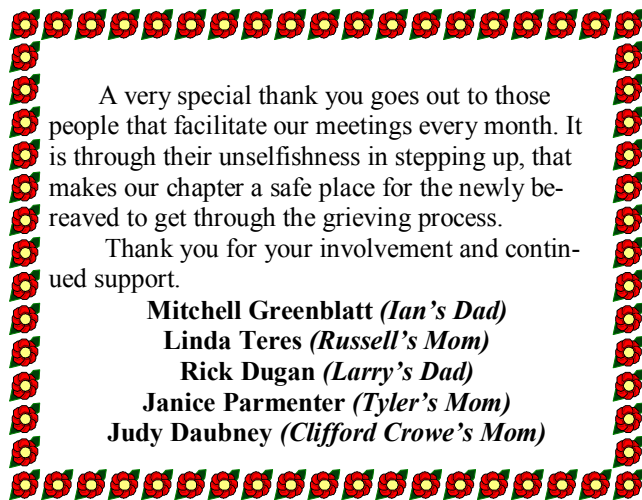 A very special thank you goes out to those
people that facilitate our meetings every month. It
is through their unselfishness in stepping up, that
makes our chapter a safe place for the newly be-
reaved to get through the grieving process.
Thank you for your involvement and contin-
ued support.
Mitchell Greenblatt (Ian’s Dad)
Linda Teres (Russell’s Mom)
Rick Dugan (Larry’s Dad)
Janice Parmenter (Tyler’s Mom)
Judy Daubney (Clifford Crowe’s Mom)